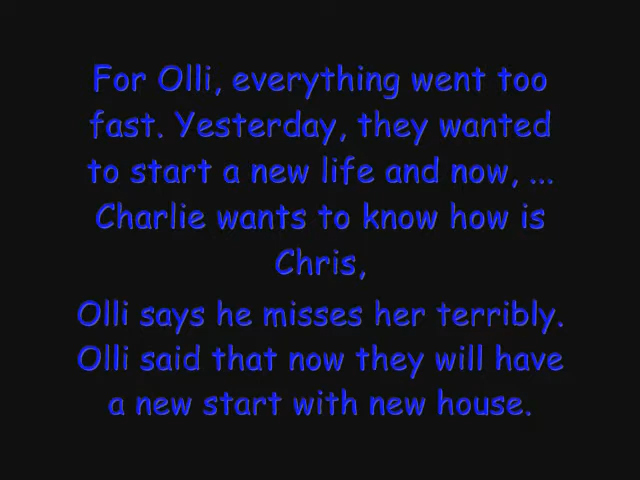 For Olli, everything went too
fast. Yesterday, they wanted
to start a new life and now, ...
Charlie wants to know how is
Chris,
Olli says he misses her terribly.
Olli said that now they will have
a new start with new house.